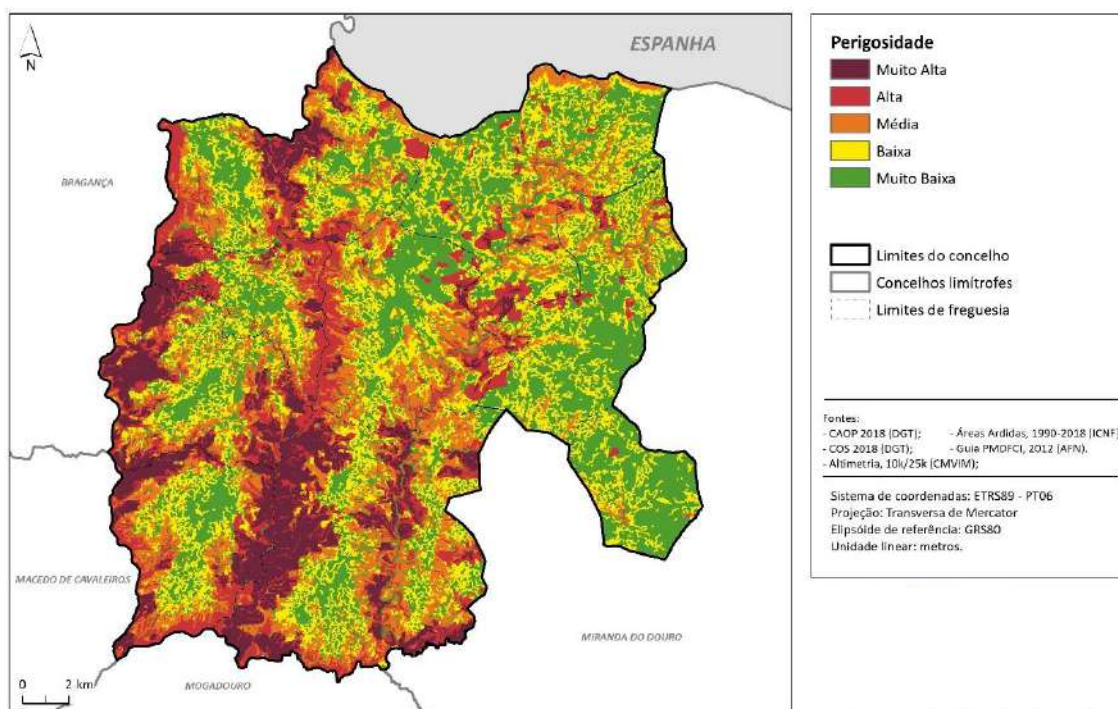 ESPANHA
N
BRAGANÇA
MACEDO DE CAVALEIROS
MIRANDA DO DOURO
MOGADOURO
0 2 km
Perigosidade
Muito Alta
Alta
Média
Baixa
Muito Baixa
Limites do concelho
Concelhos limítrofes
Limites de freguesia
Fontes:
- CAOP 2018 (DGT); - Áreas Ardidas, 1990-2018 (ICNF)
- COS 2018 (DGT); - Guia PMDFCI, 2012 (AFN).
- Altimetria, 10k/25k (CMVIM);
Sistema de coordenadas: ETRS89 - PT06
Projeção: Transversa de Mercator
Elipsóide de referência: GRS80
Unidade linear: metros.